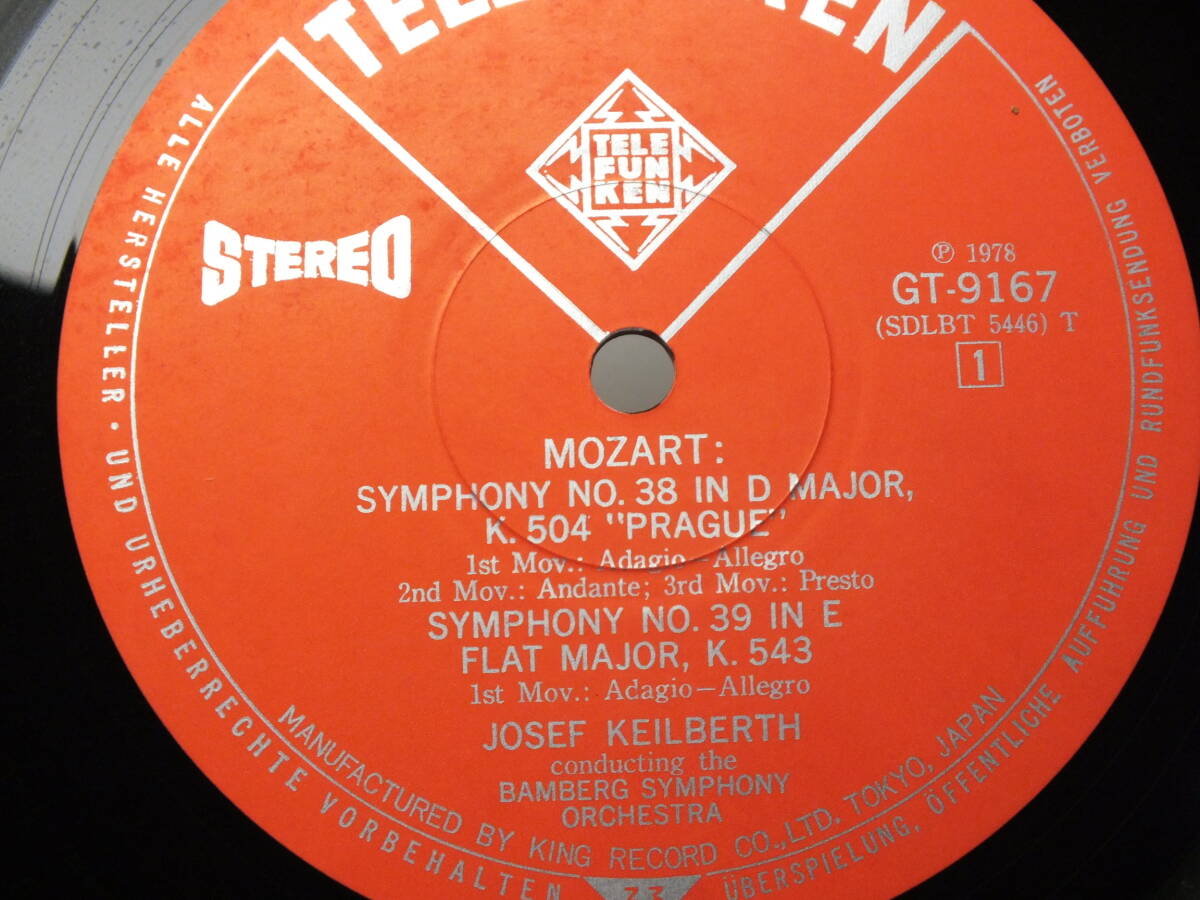 TELEFUNKEN
TELE
FUN
KEN
STEREO
Ⓟ 1978
GT-9167
(SDLBT 5446) T
1
MOZART:
SYMPHONY NO. 38 IN D MAJOR,
K. 504 "PRAGUE"
1st Mov.: Adagio–Allegro
2nd Mov.: Andante; 3rd Mov.: Presto
SYMPHONY NO. 39 IN E
FLAT MAJOR, K. 543
1st Mov.: Adagio–Allegro
JOSEF KEILBERTH
conducting the
BAMBERG SYMPHONY
ORCHESTRA
MANUFACTURED BY KING RECORD CO., LTD. TOKYO, JAPAN
ALLE HERSTELLER · UND URHEBERRECHTE VORBEHALTEN
ÜBERSPIELUNG, ÖFFENTLICHE AUFFUHRUNG UND RUNDFUNKSENDUNG VERBOTEN